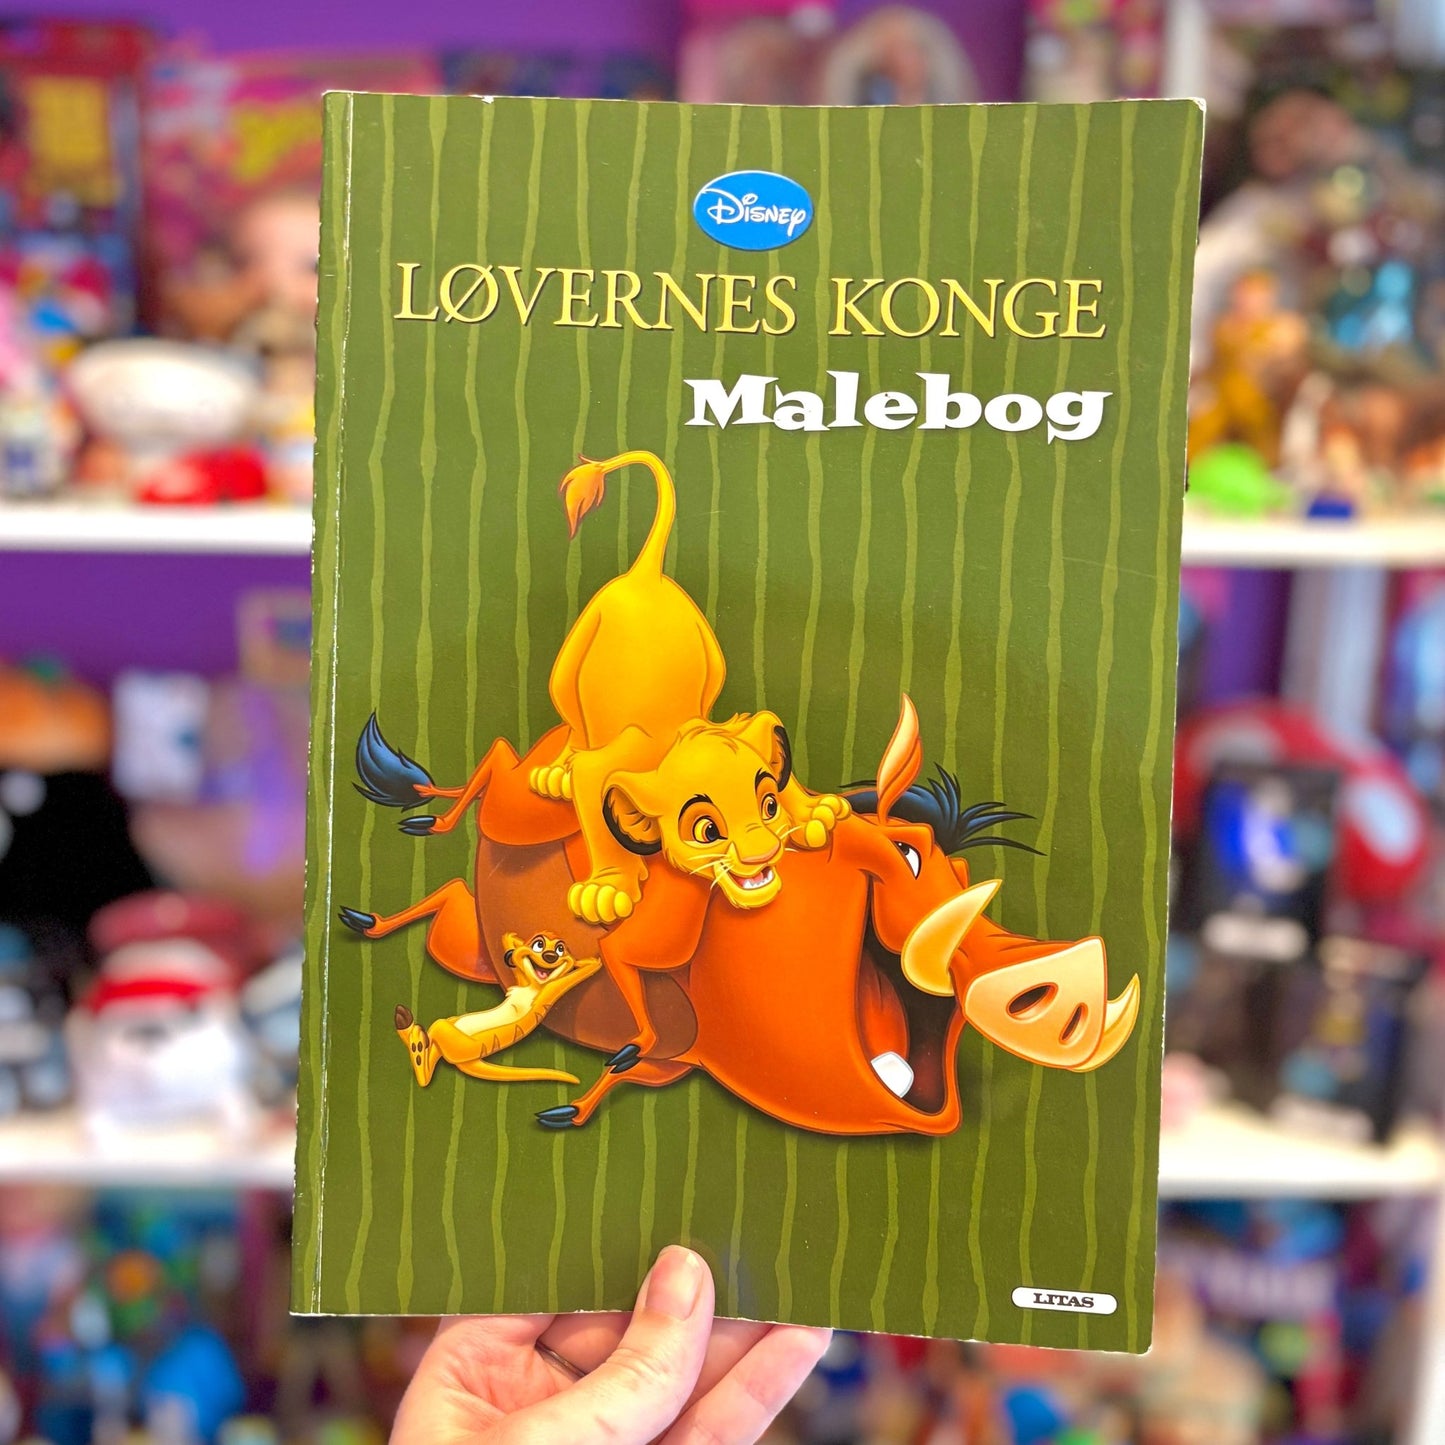 Disney
LØVERNES KONGE
Malebog
LITAS